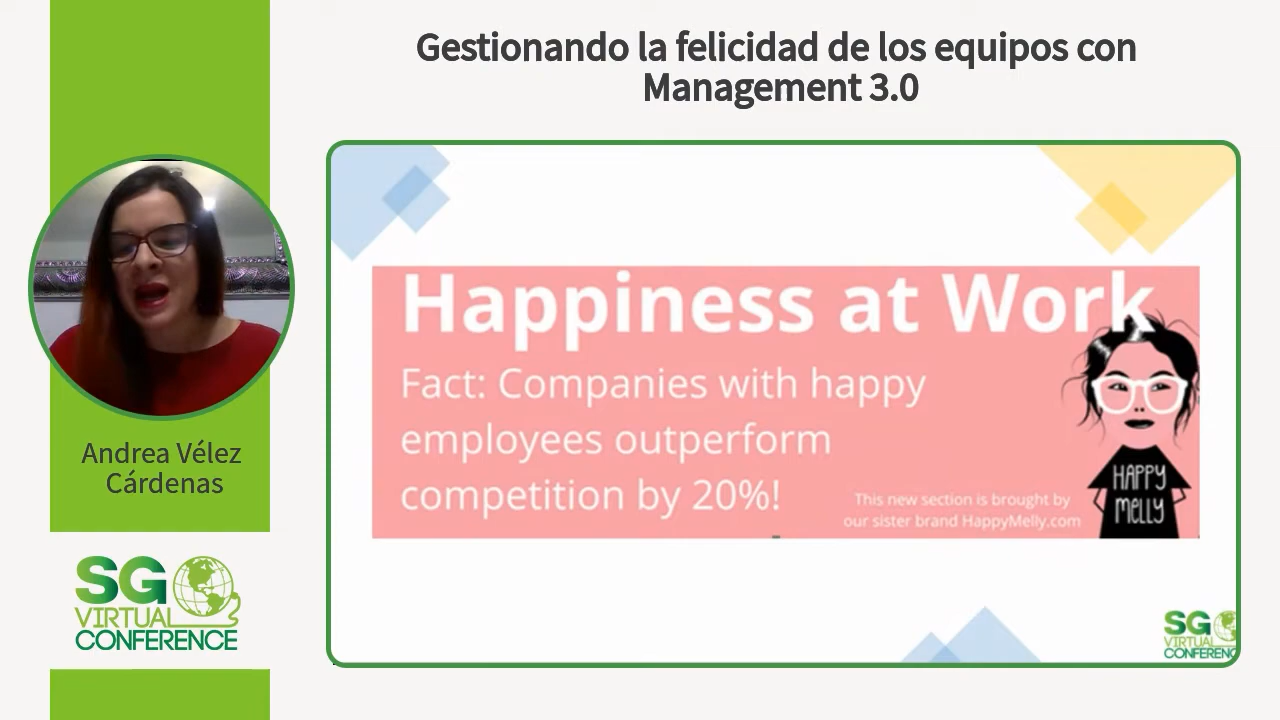 Gestionando la felicidad de los equipos con
Management 3.0
Andrea Vélez
Cárdenas
SG
VIRTUAL
CONFERENCE
Happiness at Work
Fact: Companies with happy
employees outperform
competition by 20%!
This new section is brought by
our sister brand HappyMelly.com
HAPPY
MELLY
SG
VIRTUAL
CONFERENC